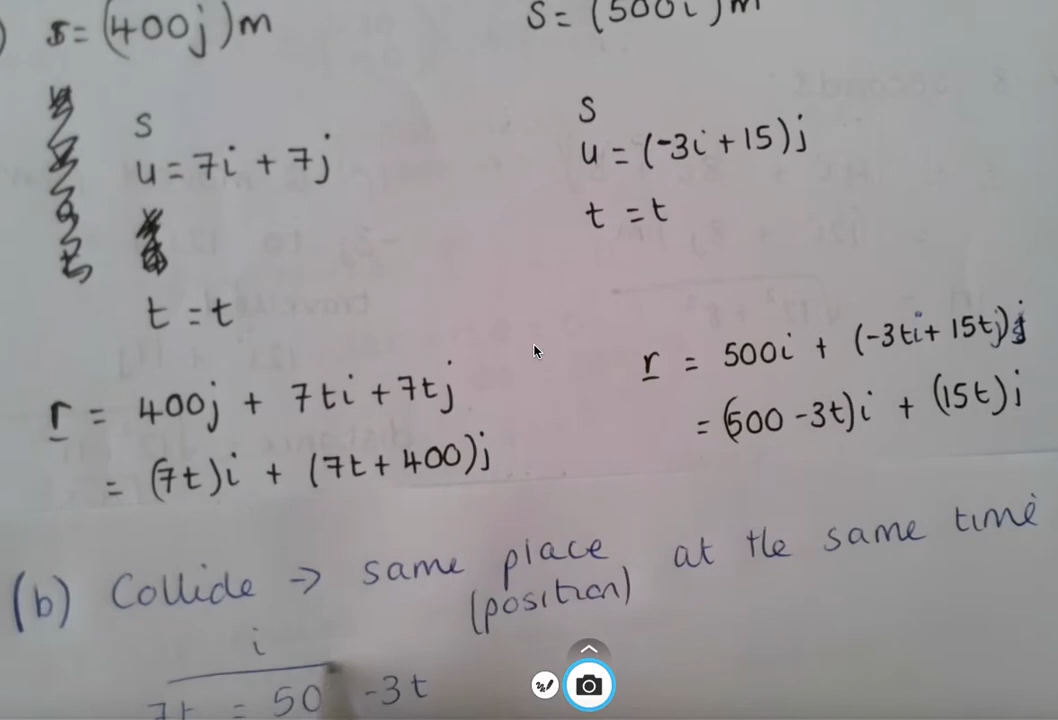 ) s = (400j)m
s = (500i)m
s
u = 7i + 7j
t = t
s
u = (-3i + 15)j
t = t
r = 400j + 7ti + 7tj
= (7t)i + (7t + 400)j
r = 500i + (-3ti + 15t)j
= (500 - 3t)i + (15t)j
(b) Collide → same place at the same time
(position)
i
7t = 50 -3t